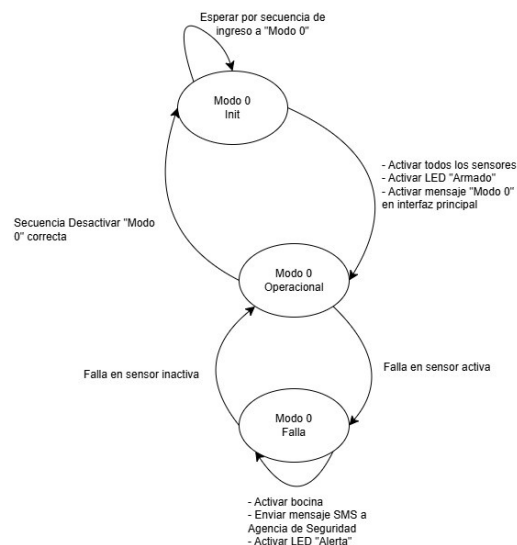 Esperar por secuencia de
ingreso a "Modo 0"
Modo 0
Init
- Activar todos los sensores
- Activar LED "Armado"
- Activar mensaje "Modo 0"
en interfaz principal
Secuencia Desactivar "Modo
0" correcta
Modo 0
Operacional
Falla en sensor inactiva
Falla en sensor activa
Modo 0
Falla
- Activar bocina
- Enviar mensaje SMS a
Agencia de Seguridad
- Activar LED "Alerta"